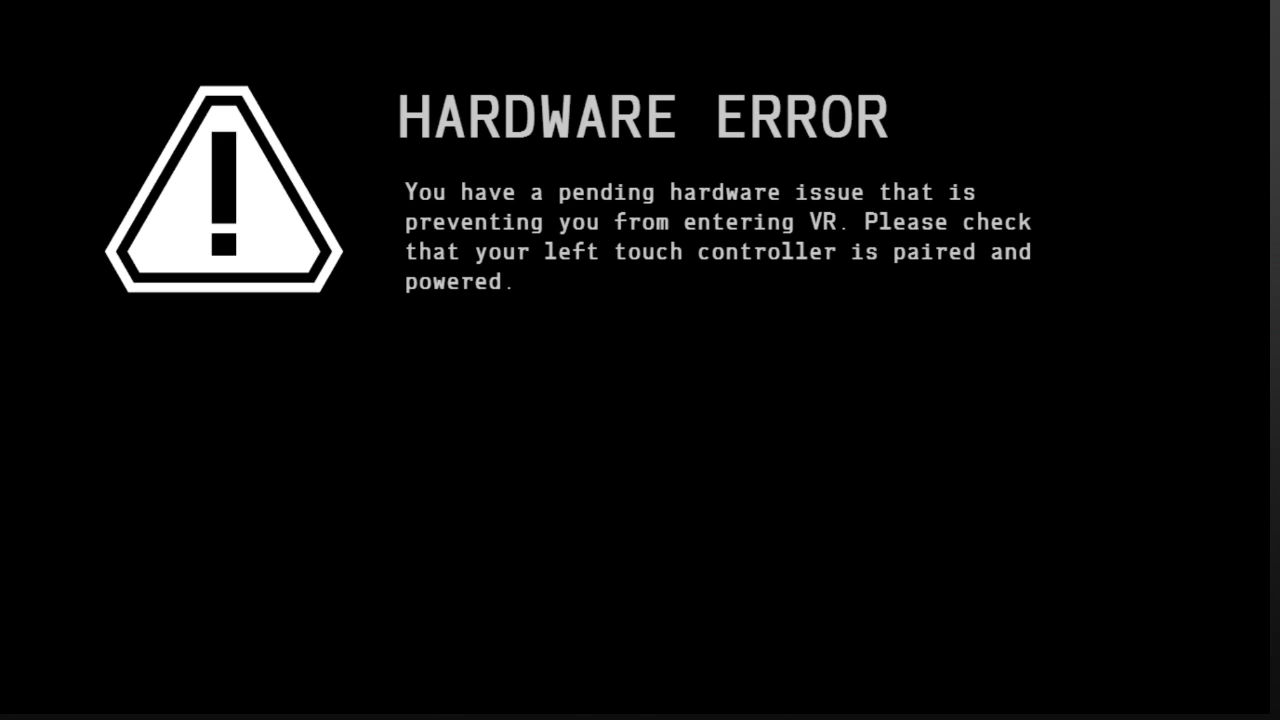 HARDWARE ERROR
You have a pending hardware issue that is
preventing you from entering VR. Please check
that your left touch controller is paired and
powered.